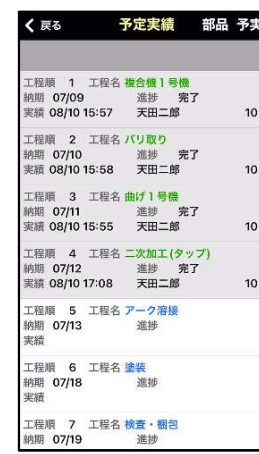 戻る 予定実績 部品 予実
工程順 1 工程名 複合機1号機
納期 07/09 進捗 完了
実績 08/10 15:57 天田二郎 10
工程順 2 工程名 バリ取り
納期 07/10 進捗 完了
実績 08/10 15:58 天田二郎 10
工程順 3 工程名 曲げ1号機
納期 07/11 進捗 完了
実績 08/10 15:55 天田二郎 10
工程順 4 工程名 二次加工(タップ)
納期 07/12 進捗 完了
実績 08/10 17:08 天田二郎 10
工程順 5 工程名 アーク溶接
納期 07/13 進捗
実績
工程順 6 工程名 塗装
納期 07/18 進捗
実績
工程順 7 工程名 検査・梱包
納期 07/19 進捗